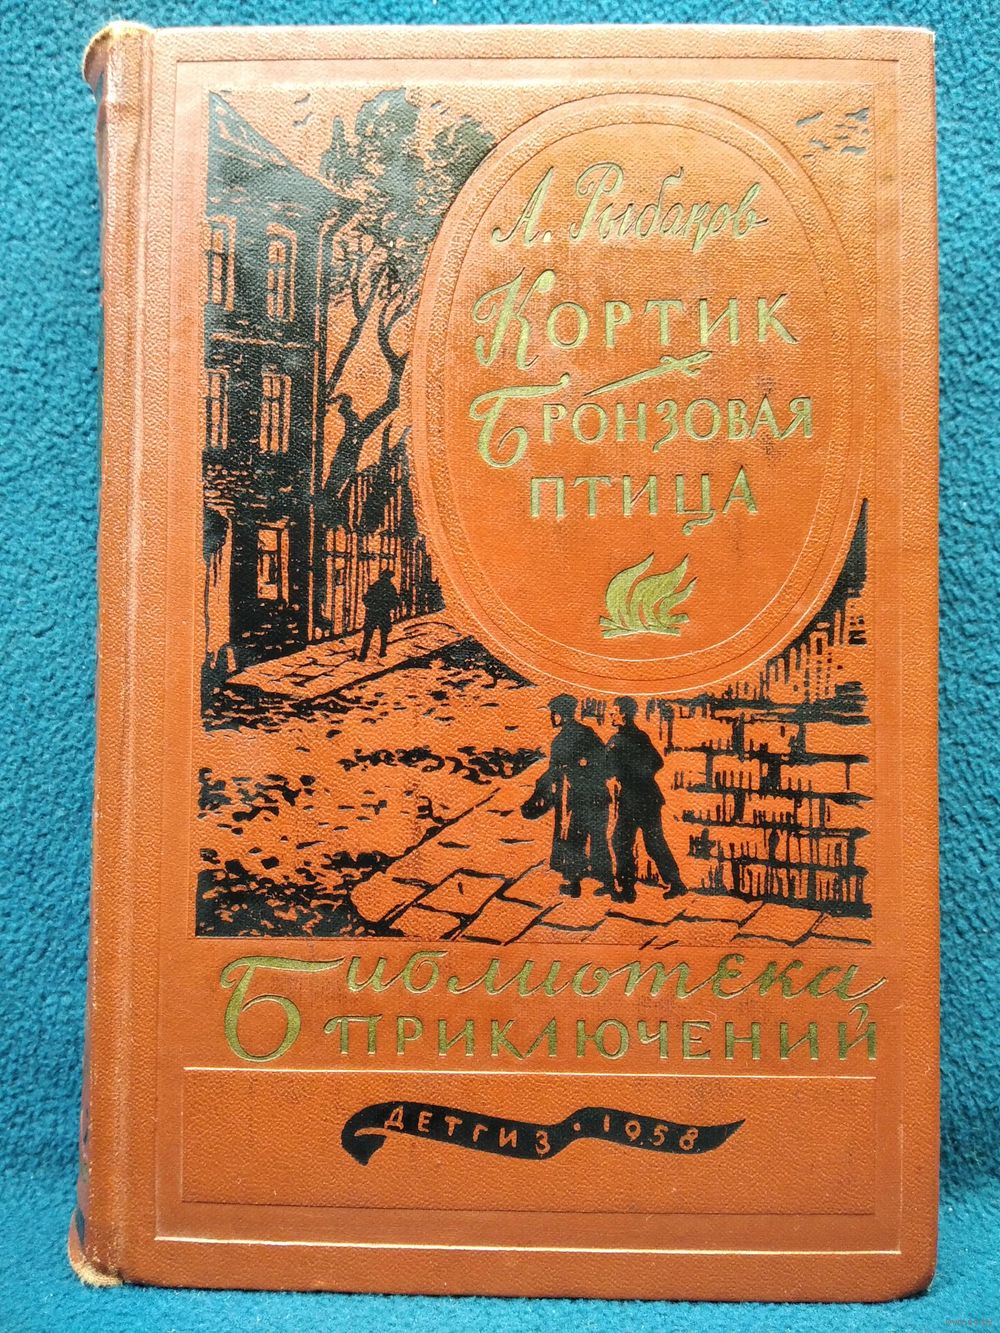 А. Рыбаков
Кортик
Бронзовая
птица
Библиотека
приключений
ДЕТГИЗ · 1958